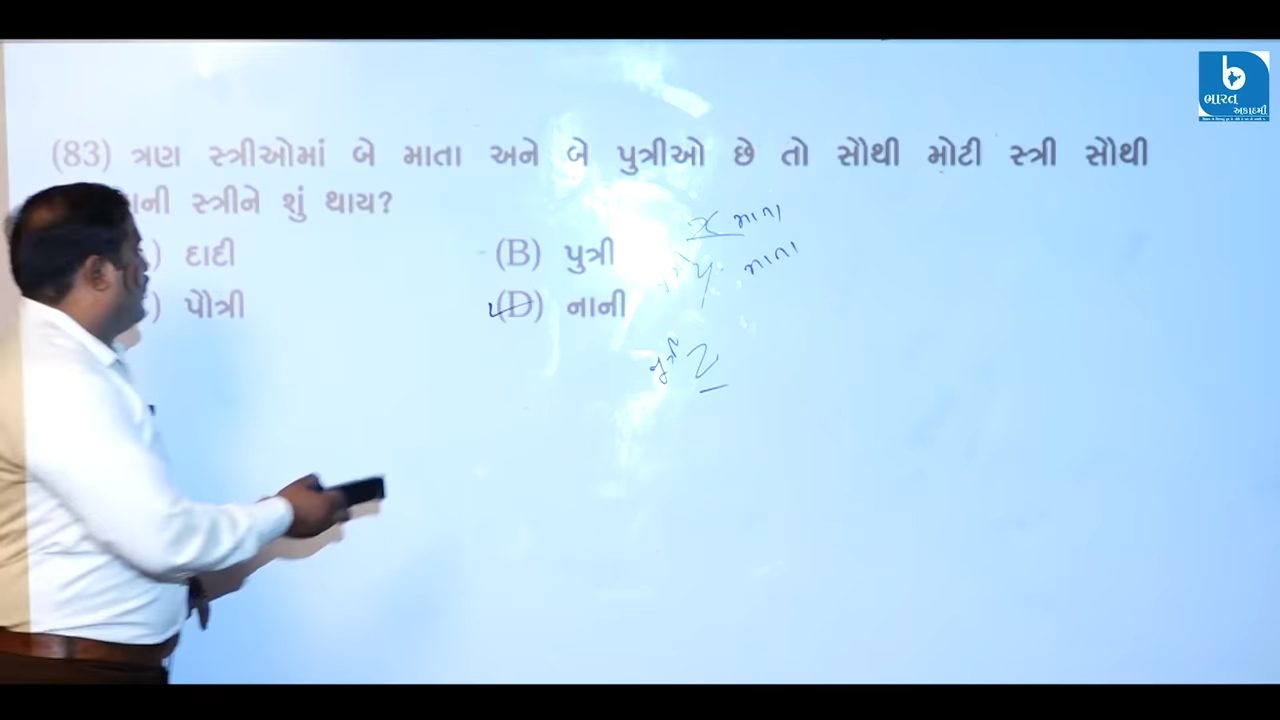 ભારત
અકાદમી
(83) ત્રણ સ્ત્રીઓમાં બે માતા અને બે પુત્રીઓ છે તો સૌથી મોટી સ્ત્રી સૌથી
સ્ત્રીને શું થાય?
દાદી (B) પુત્રી
પૌત્રી (D) નાની
x માતા
y માતા
z